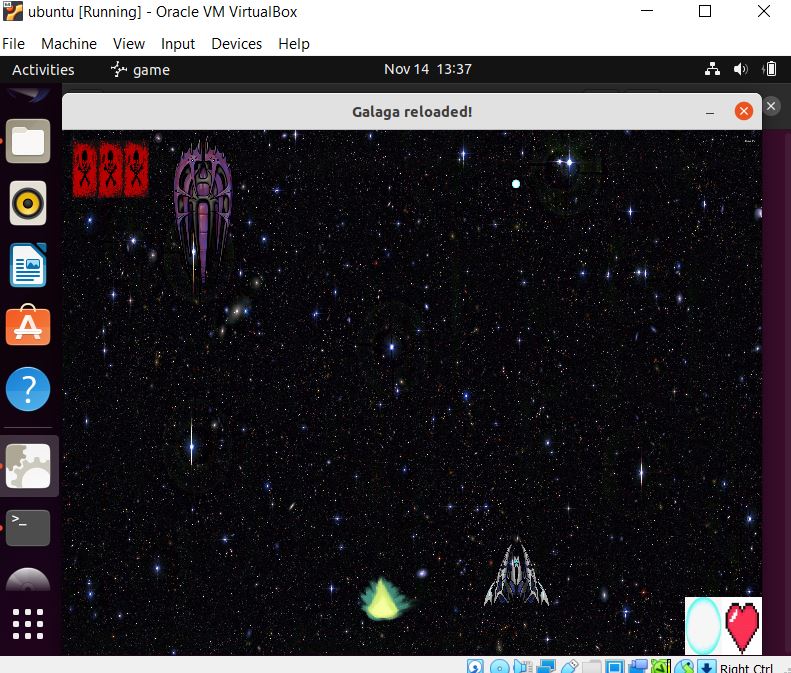 ubuntu [Running] - Oracle VM VirtualBox
File Machine View Input Devices Help
Activities game Nov 14 13:37
Galaga reloaded!
?
>_
Right Ctrl